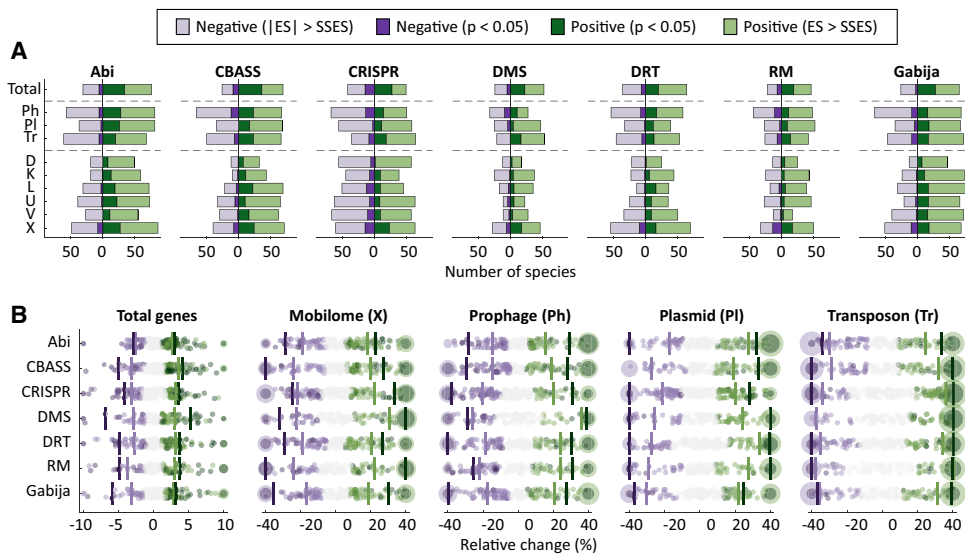 Negative (|ES| > SSES) Negative (p < 0.05) Positive (p < 0.05) Positive (ES > SSES)
A
Abi CBASS CRISPR DMS DRT RM Gabija
Total
Ph
Pl
Tr
D
K
L
U
V
X
50 0 50 50 0 50 50 0 50 50 0 50 50 0 50 50 0 50 50 0 50
Number of species
B
Total genes Mobilome (X) Prophage (Ph) Plasmid (Pl) Transposon (Tr)
Abi
CBASS
CRISPR
DMS
DRT
RM
Gabija
-10 -5 0 5 10 -40 -20 0 20 40 -40 -20 0 20 40 -40 -20 0 20 40 -40 -20 0 20 40
Relative change (%)